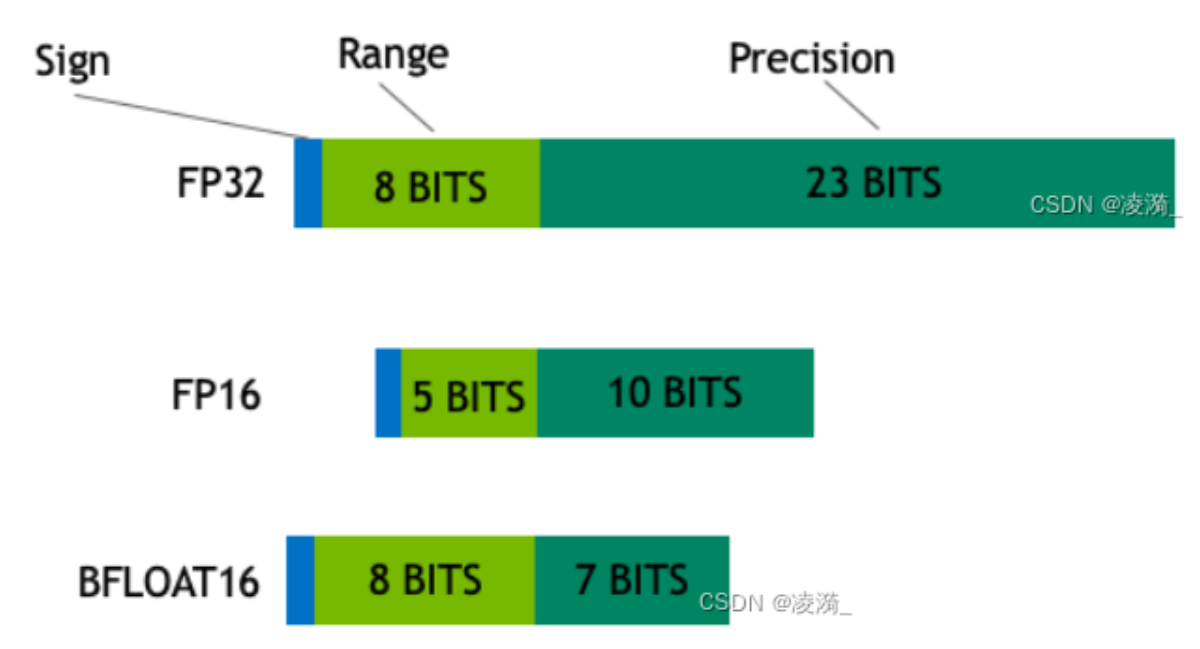 Sign
Range
Precision
FP32
8 BITS
23 BITS
CSDN @凌漪_
FP16
5 BITS
10 BITS
BFLOAT16
8 BITS
7 BITS
CSDN @凌漪_